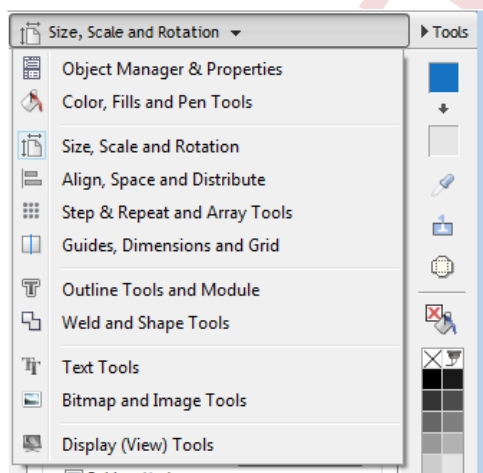 Size, Scale and Rotation
Tools
Object Manager & Properties
Color, Fills and Pen Tools
Size, Scale and Rotation
Align, Space and Distribute
Step & Repeat and Array Tools
Guides, Dimensions and Grid
Outline Tools and Module
Weld and Shape Tools
Text Tools
Bitmap and Image Tools
Display (View) Tools